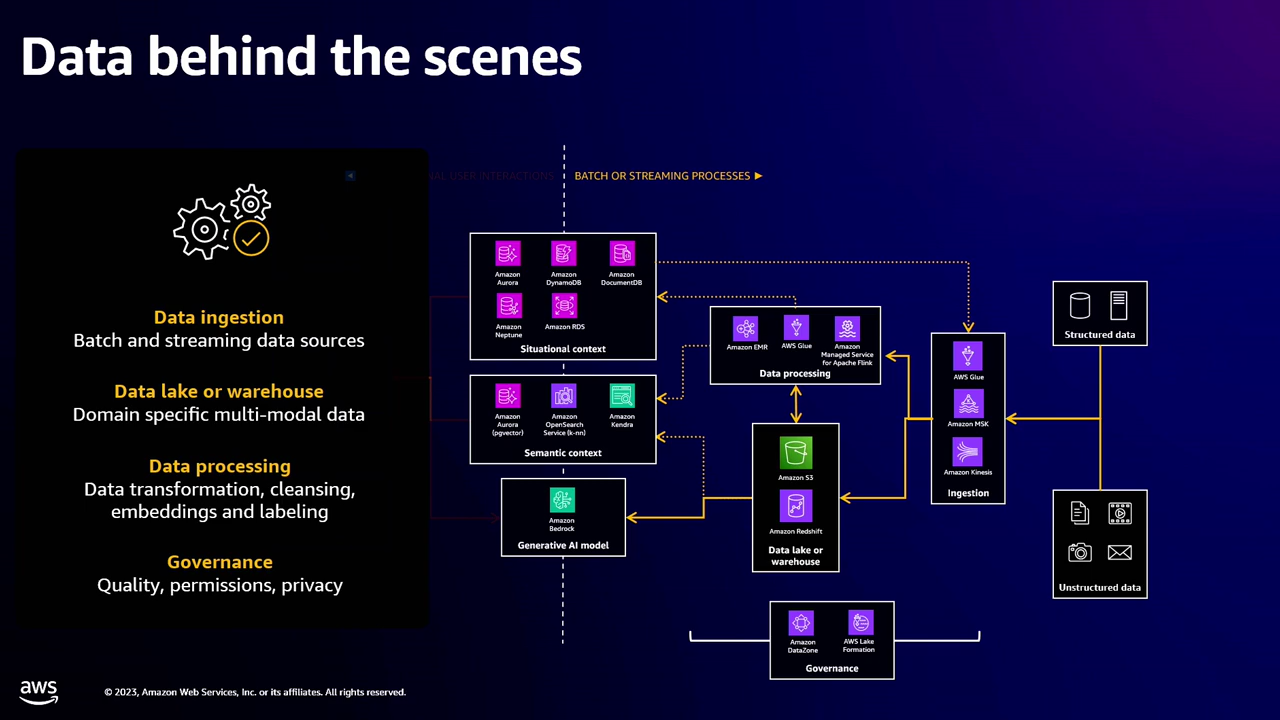 Data behind the scenes
NAL USER INTERACTIONS
BATCH OR STREAMING PROCESSES
Data ingestion
Batch and streaming data sources
Data lake or warehouse
Domain specific multi-modal data
Data processing
Data transformation, cleansing,
embeddings and labeling
Governance
Quality, permissions, privacy
Amazon
Aurora
Amazon
DynamoDB
Amazon
DocumentDB
Amazon
Neptune
Amazon RDS
Situational context
Amazon
Aurora
(pgvector)
Amazon
OpenSearch
Service (k-nn)
Amazon
Kendra
Semantic context
Amazon
Bedrock
Generative AI model
Amazon EMR
AWS Glue
Amazon
Managed Service
for Apache Flink
Data processing
Amazon S3
Amazon Redshift
Data lake or
warehouse
AWS Glue
Amazon MSK
Amazon Kinesis
Ingestion
Structured data
Unstructured data
Amazon
DataZone
AWS Lake
Formation
Governance
aws
© 2023, Amazon Web Services, Inc. or its affiliates. All rights reserved.